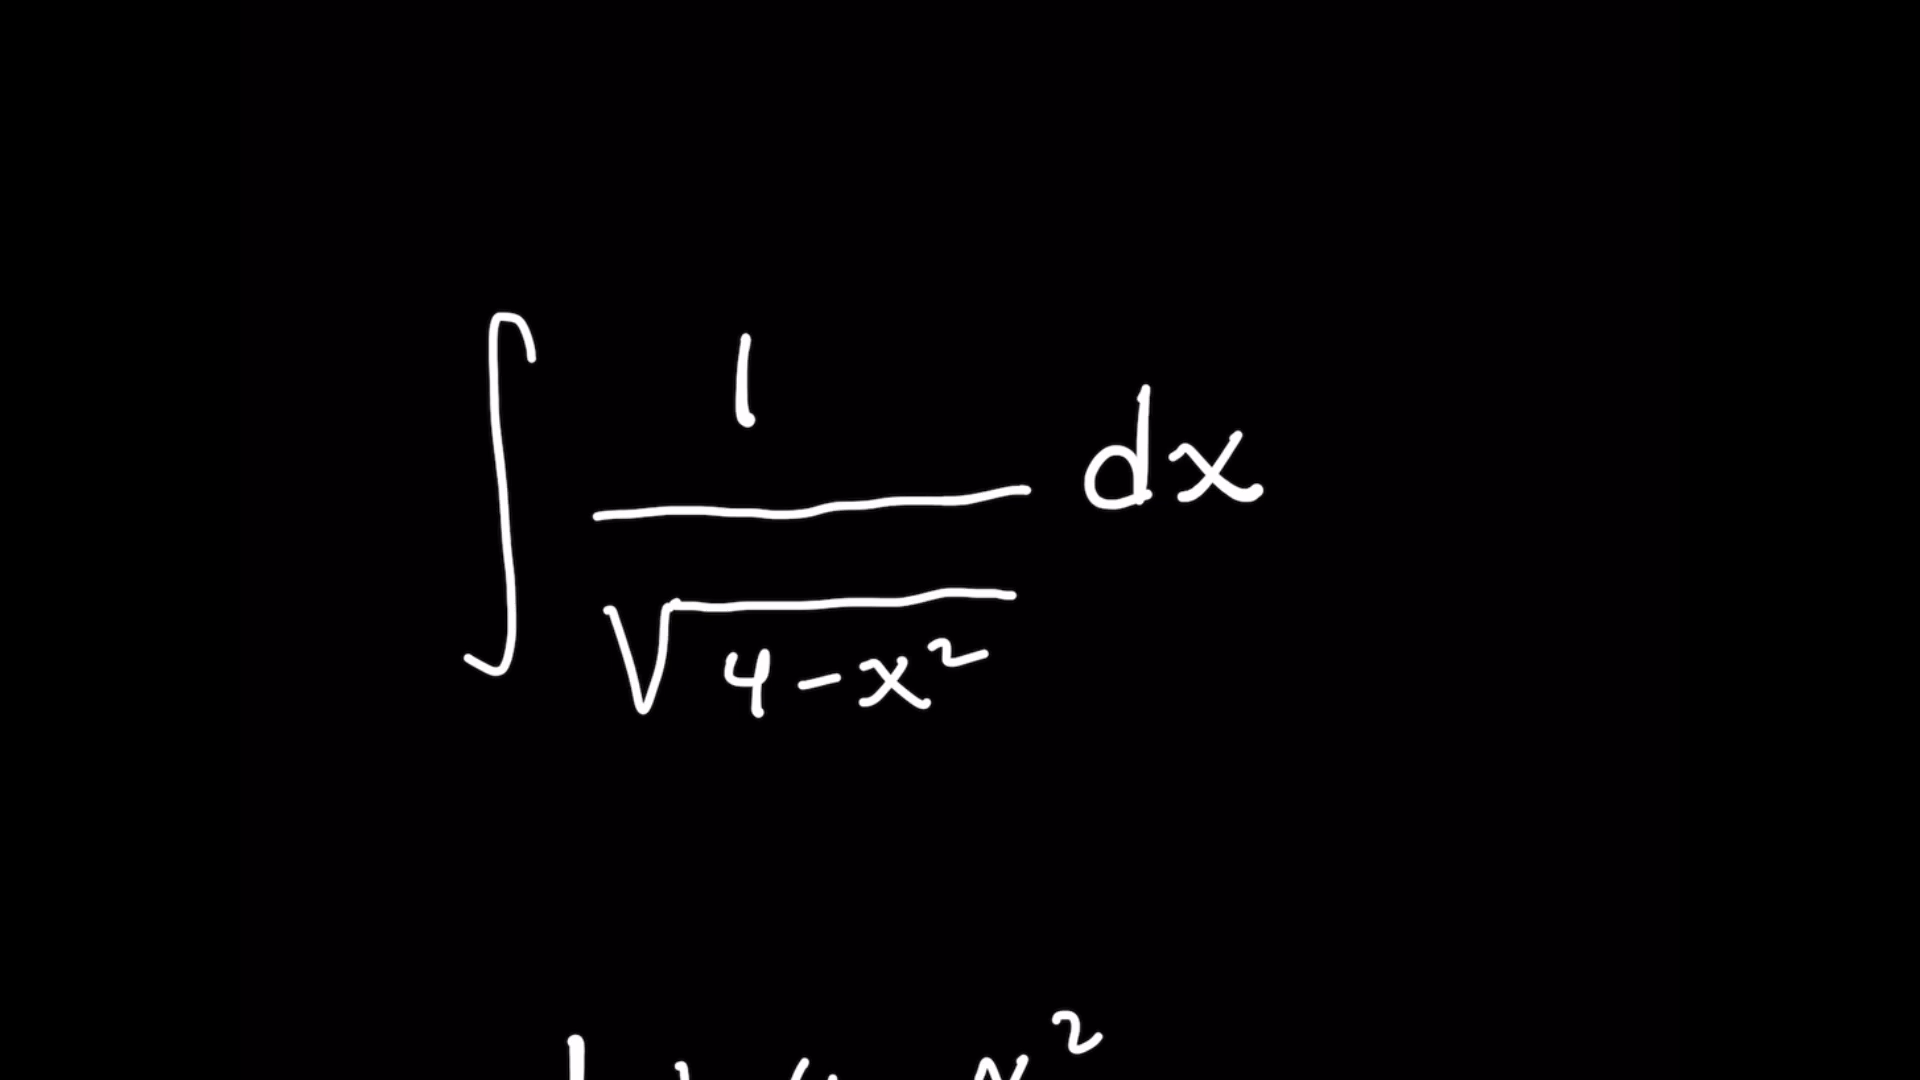 ∫ 1/√(4-x²) dx